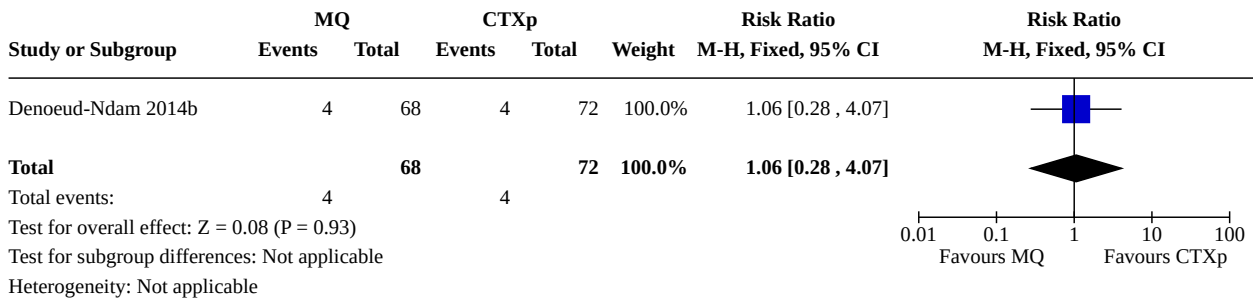 MQ CTXp Risk Ratio Risk Ratio
Study or Subgroup Events Total Events Total Weight M-H, Fixed, 95% CI M-H, Fixed, 95% CI
Denoeud-Ndam 2014b 4 68 4 72 100.0% 1.06 [0.28 , 4.07]
Total 68 72 100.0% 1.06 [0.28 , 4.07]
Total events: 4 4
Test for overall effect: Z = 0.08 (P = 0.93)
Test for subgroup differences: Not applicable
Heterogeneity: Not applicable
0.01 0.1 1 10 100
Favours MQ Favours CTXp